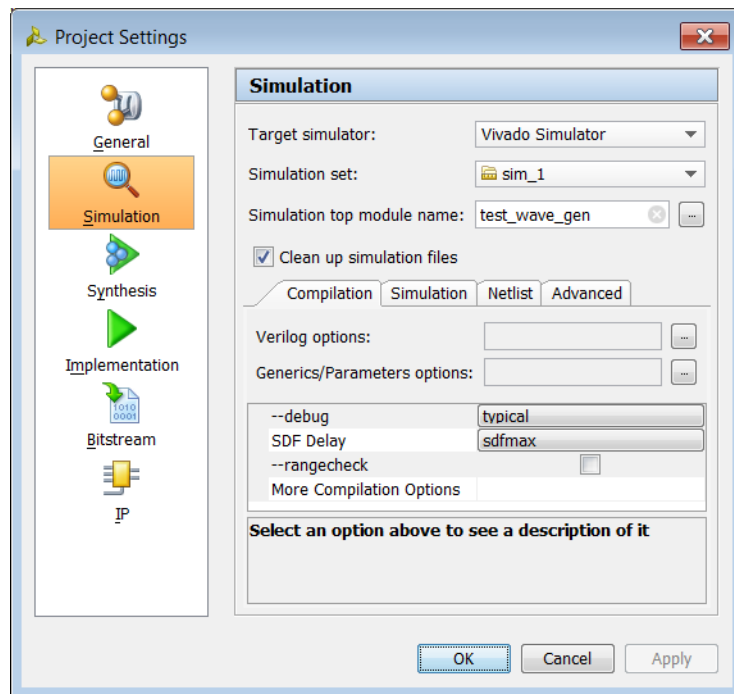 Project Settings
General
Simulation
Synthesis
Implementation
1010
0001
Bitstream
IP
Simulation
Target simulator: Vivado Simulator
Simulation set: sim_1
Simulation top module name: test_wave_gen ...
Clean up simulation files
Compilation Simulation Netlist Advanced
Verilog options: ...
Generics/Parameters options: ...
--debug typical
SDF Delay sdfmax
--rangecheck
More Compilation Options
Select an option above to see a description of it
OK Cancel Apply